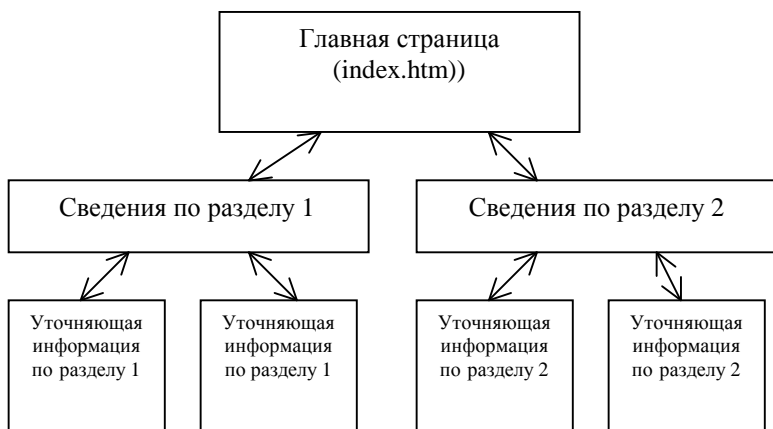 Главная страница
(index.htm))
Сведения по разделу 1
Сведения по разделу 2
Уточняющая
информация
по разделу 1
Уточняющая
информация
по разделу 1
Уточняющая
информация
по разделу 2
Уточняющая
информация
по разделу 2